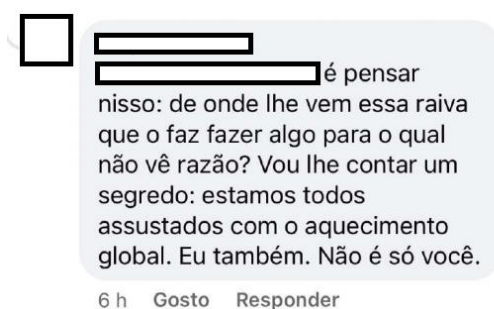 é pensar
nisso: de onde lhe vem essa raiva
que o faz fazer algo para o qual
não vê razão? Vou lhe contar um
segredo: estamos todos
assustados com o aquecimento
global. Eu também. Não é só você.
6 h Gosto Responder